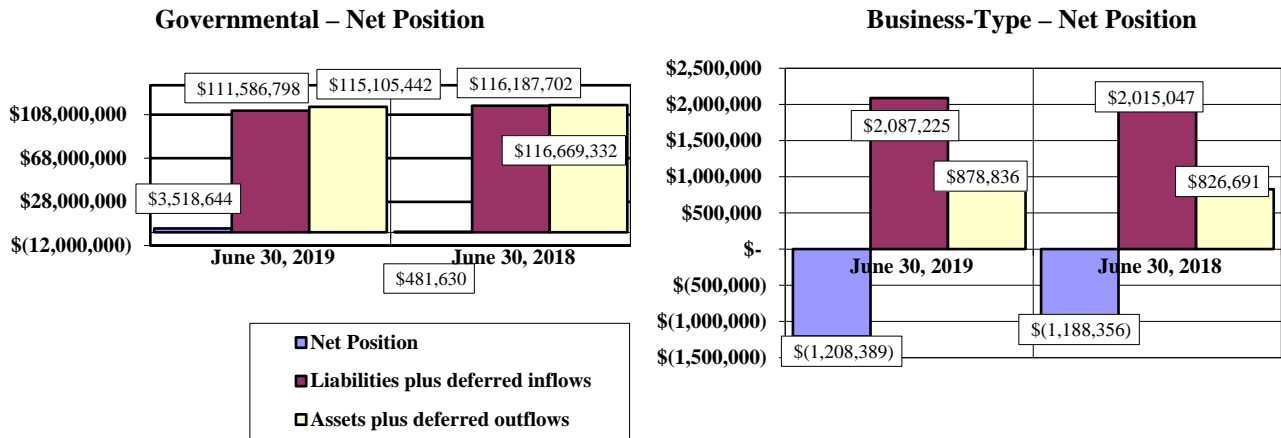 Governmental – Net Position
$111,586,798
$115,105,442
$116,187,702
$108,000,000
$68,000,000
$116,669,332
$28,000,000
$3,518,644
$(12,000,000)
June 30, 2019
June 30, 2018
$481,630
Net Position
Liabilities plus deferred inflows
Assets plus deferred outflows
Business-Type – Net Position
$2,500,000
$2,000,000
$2,087,225
$2,015,047
$1,500,000
$1,000,000
$878,836
$826,691
$500,000
$-
June 30, 2019
June 30, 2018
$(500,000)
$(1,000,000)
$(1,188,356)
$(1,208,389)
$(1,500,000)